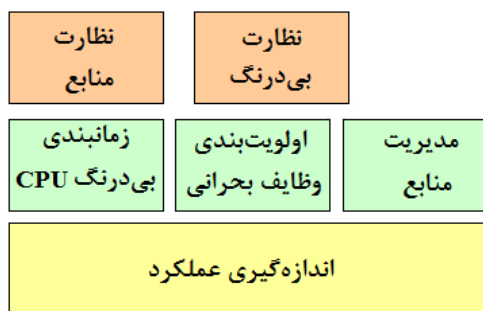 نظارت
بی‌درنگ
نظارت
منابع
مدیریت
منابع
اولویت‌بندی
وظایف بحرانی
زمانبندی
بی‌درنگ CPU
اندازه‌گیری عملکرد